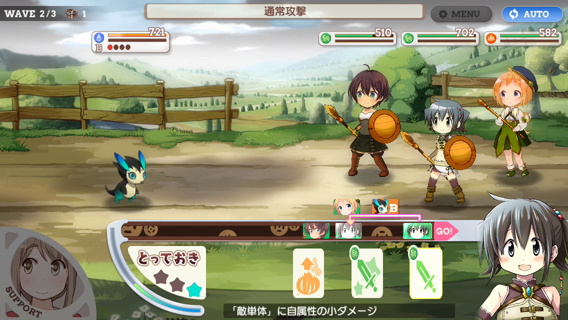 WAVE 2/3 1
通常攻撃
MENU
AUTO
721
B
510
702
582
B
GO!
とっておき
SUPPORT
「敵単体」に自属性の小ダメージ